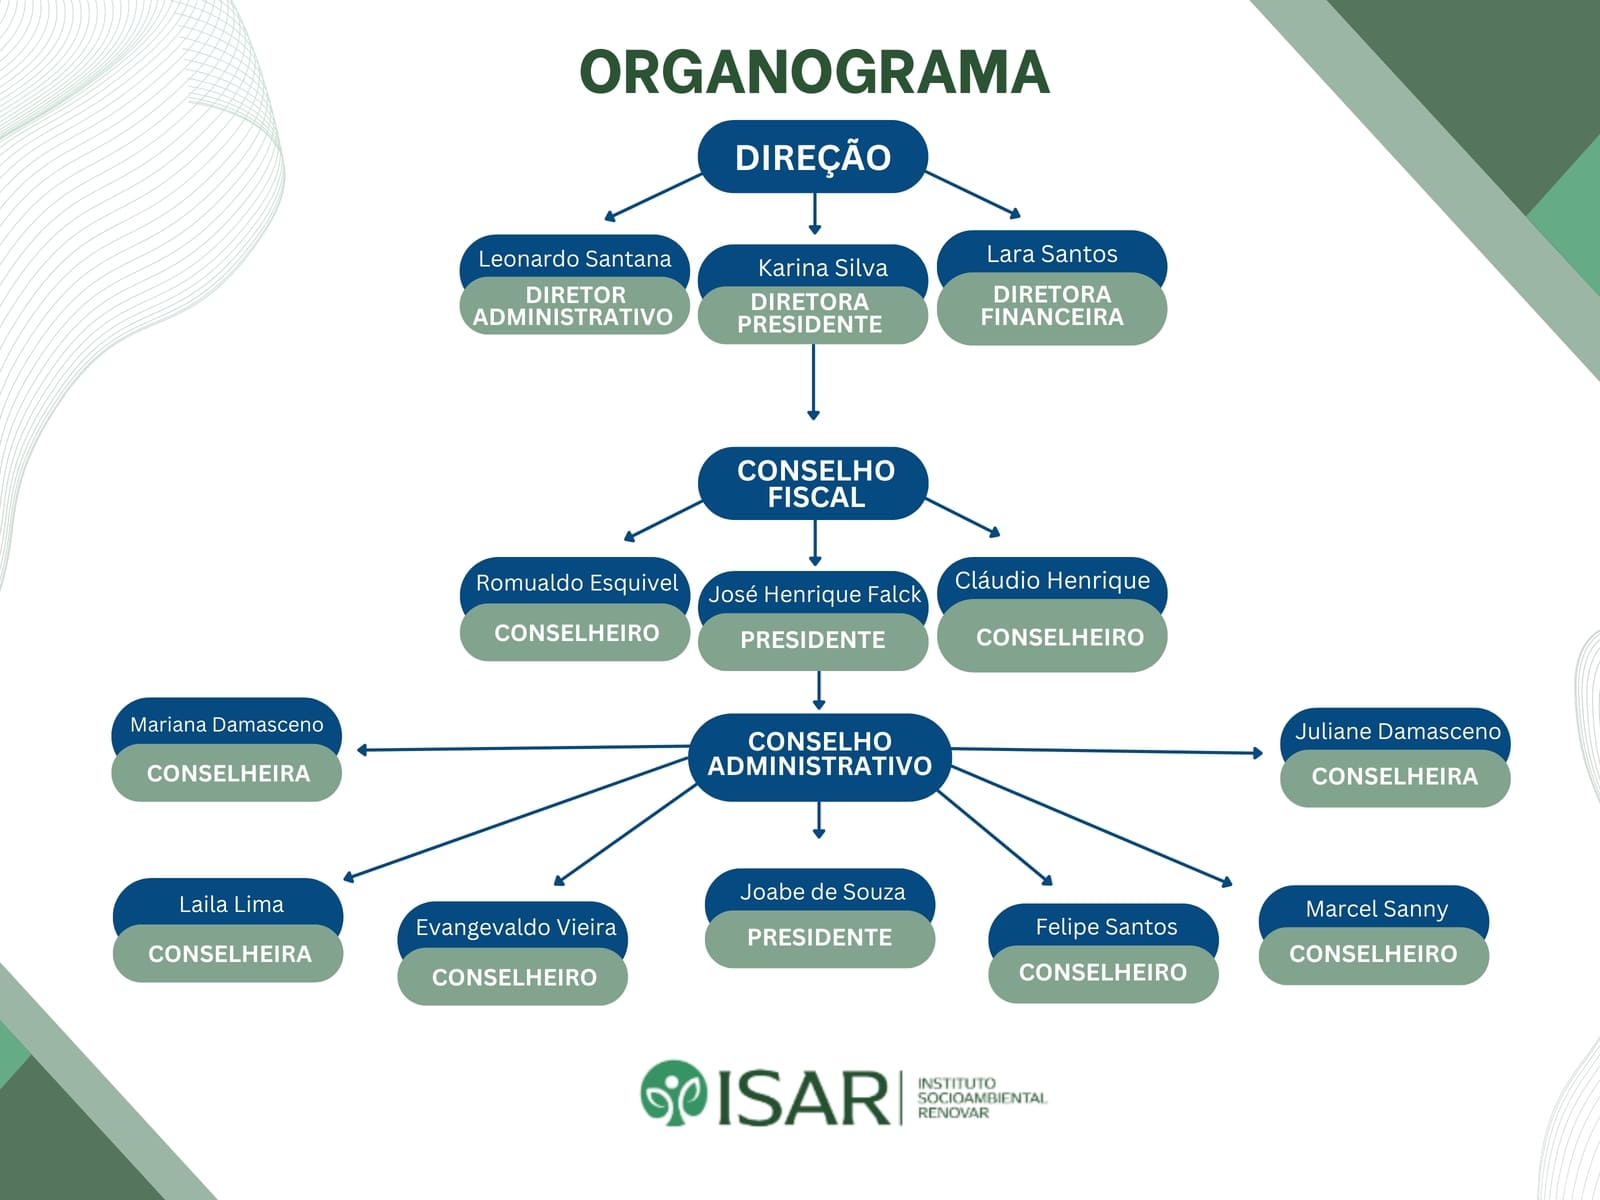 ORGANOGRAMA
DIREÇÃO
Leonardo Santana
DIRETOR
ADMINISTRATIVO
Karina Silva
DIRETORA
PRESIDENTE
Lara Santos
DIRETORA
FINANCEIRA
CONSELHO
FISCAL
Romualdo Esquivel
CONSELHEIRO
José Henrique Falck
PRESIDENTE
Cláudio Henrique
CONSELHEIRO
CONSELHO
ADMINISTRATIVO
Mariana Damasceno
CONSELHEIRA
Juliane Damasceno
CONSELHEIRA
Laila Lima
CONSELHEIRA
Evangevaldo Vieira
CONSELHEIRO
Joabe de Souza
PRESIDENTE
Felipe Santos
CONSELHEIRO
Marcel Sanny
CONSELHEIRO
ISAR
INSTITUTO
SOCIOAMBIENTAL
RENOVAR